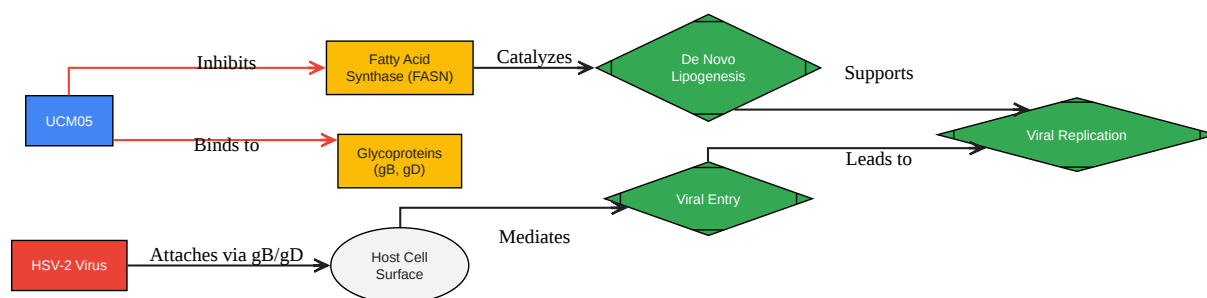 Inhibits
Fatty Acid
Synthase (FASN)
Catalyzes
De Novo
Lipogenesis
Supports
UCM05
Binds to
Glycoproteins
(gB, gD)
Viral Replication
Leads to
Viral Entry
Mediates
HSV-2 Virus
Attaches via gB/gD
Host Cell
Surface